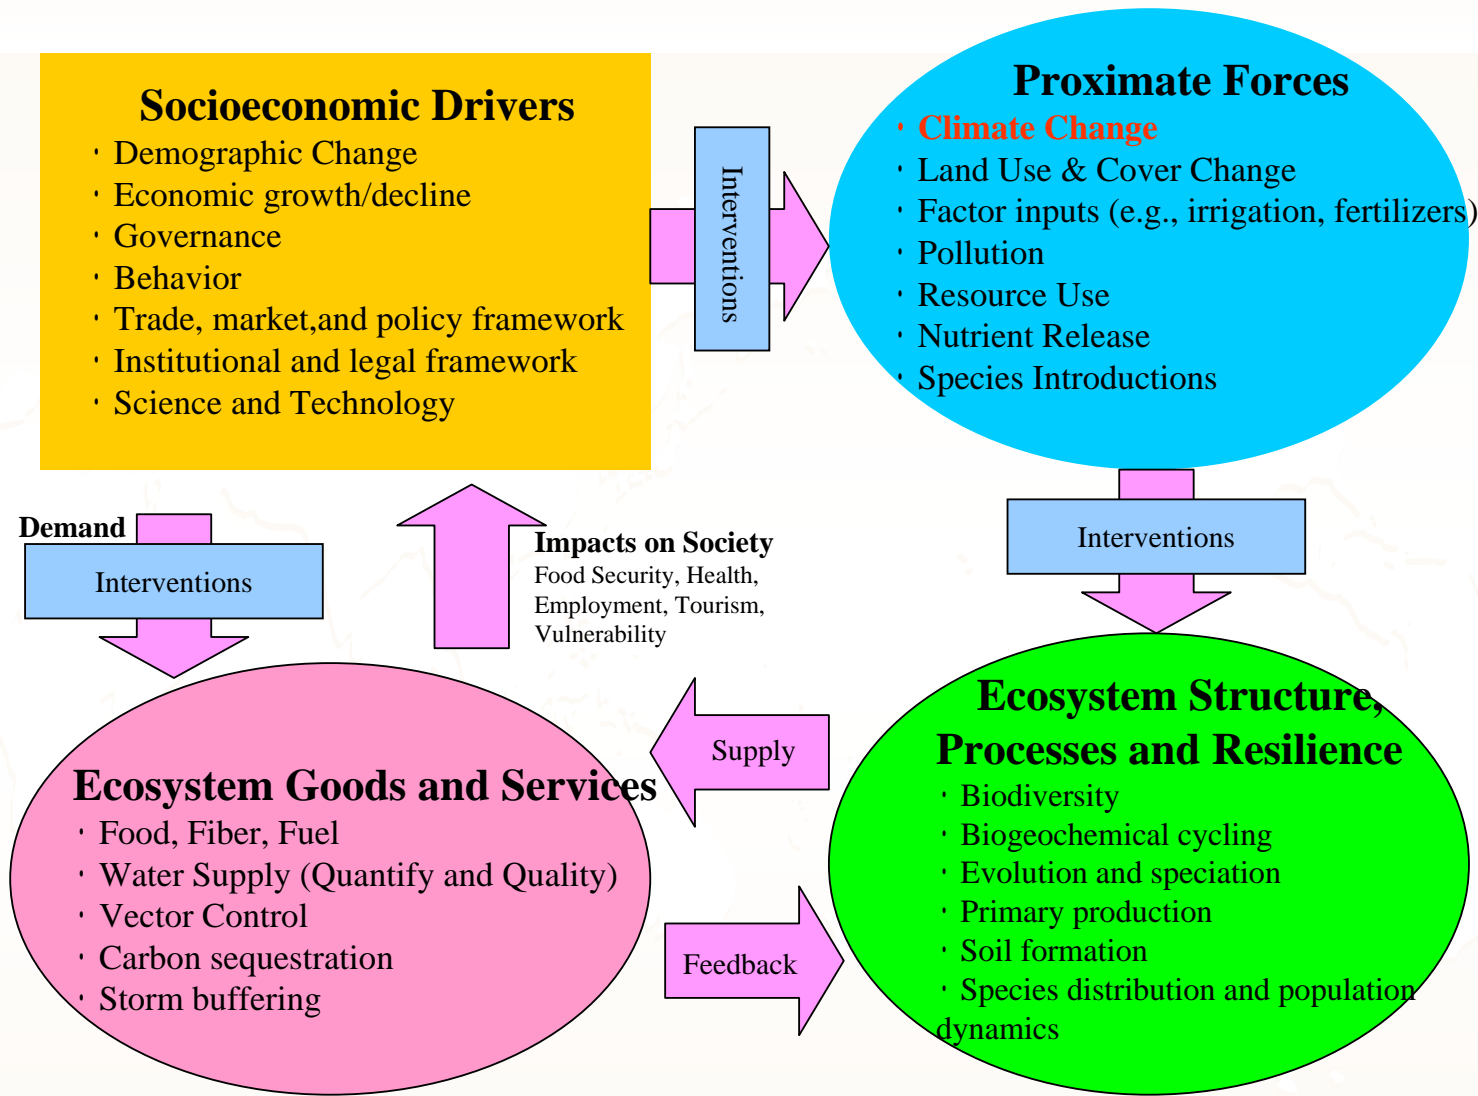 Socioeconomic Drivers
· Demographic Change
· Economic growth/decline
· Governance
· Behavior
· Trade, market,and policy framework
· Institutional and legal framework
· Science and Technology
Interventions
Proximate Forces
· Climate Change
· Land Use & Cover Change
· Factor inputs (e.g., irrigation, fertilizers)
· Pollution
· Resource Use
· Nutrient Release
· Species Introductions
Demand
Interventions
Impacts on Society
Food Security, Health,
Employment, Tourism,
Vulnerability
Interventions
Ecosystem Goods and Services
· Food, Fiber, Fuel
· Water Supply (Quantify and Quality)
· Vector Control
· Carbon sequestration
· Storm buffering
Supply
Feedback
Ecosystem Structure,
Processes and Resilience
· Biodiversity
· Biogeochemical cycling
· Evolution and speciation
· Primary production
· Soil formation
· Species distribution and population
dynamics